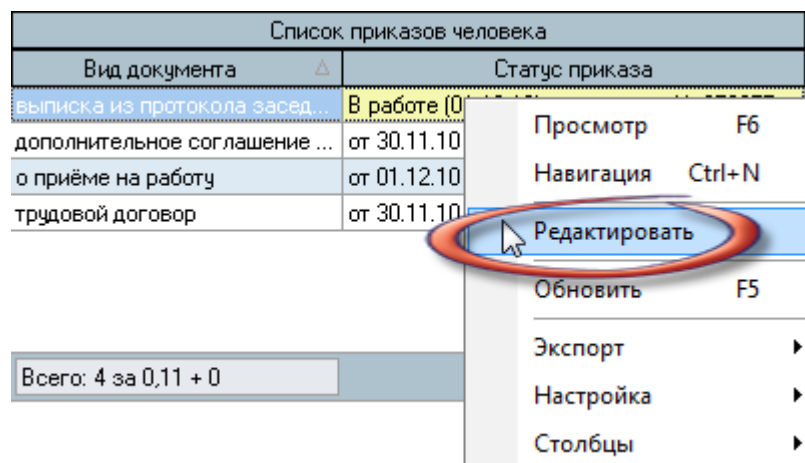 Список приказов человека
Вид документа Статус приказа
выписка из протокола засед... В работе (0
дополнительное соглашение ... от 30.11.10
о приёме на работу от 01.12.10
трудовой договор от 30.11.10
Всего: 4 за 0,11 + 0
Просмотр F6
Навигация Ctrl+N
Редактировать
Обновить F5
Экспорт
Настройка
Столбцы